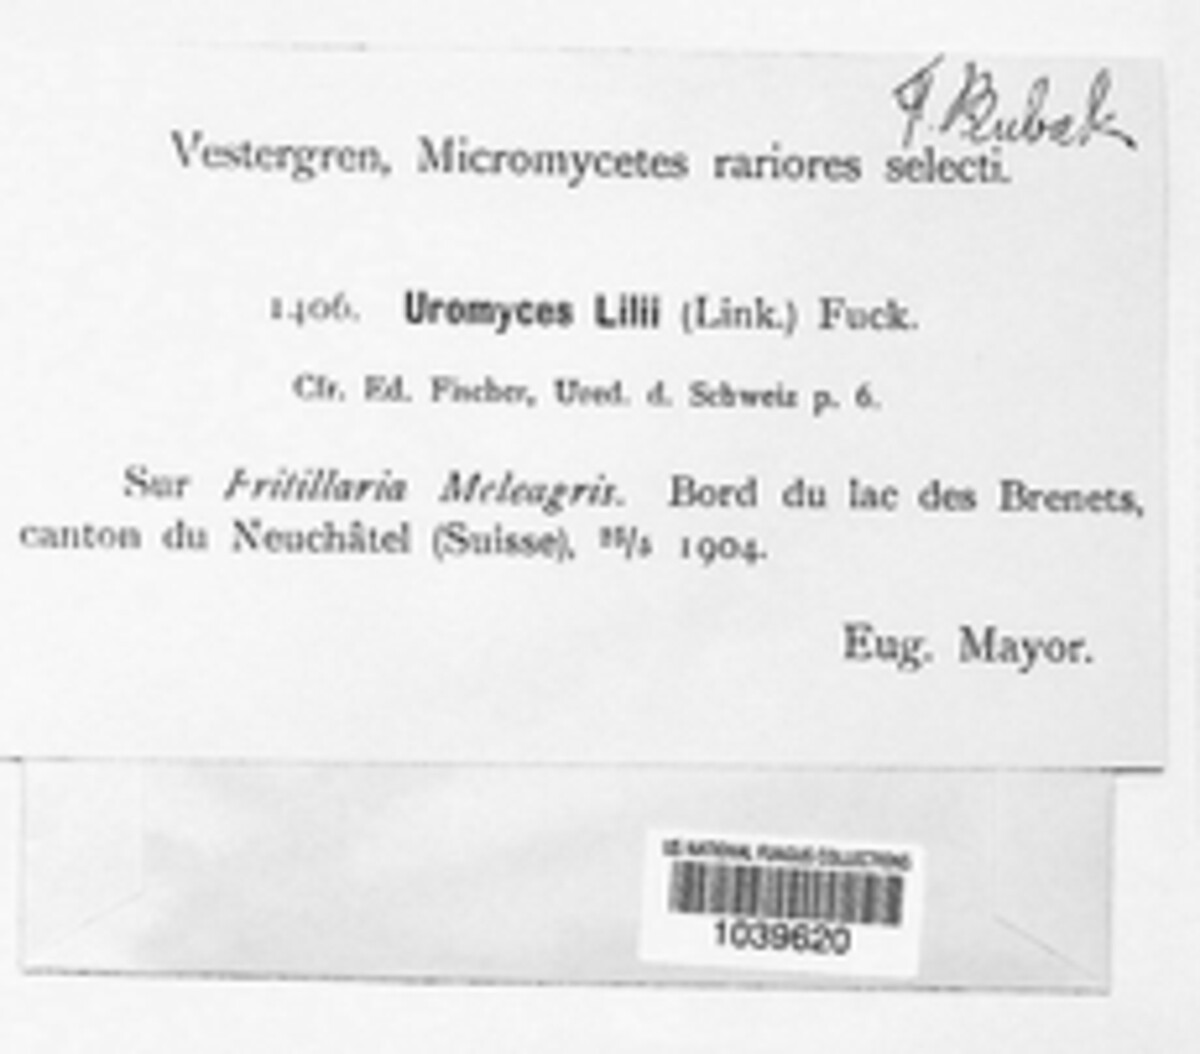 F. Bubak
Vestergren, Micromycetes rariores selecti.
1406. Uromyces Lilii (Link.) Fuck.
Cfr. Ed. Fischer, Ured. d. Schweiz p. 6.
Sur Fritillaria Meleagris. Bord du lac des Brenets,
canton du Neuchâtel (Suisse), /5 1904.
Eug. Mayor.
US NATIONAL FUNGUS COLLECTIONS
1039620